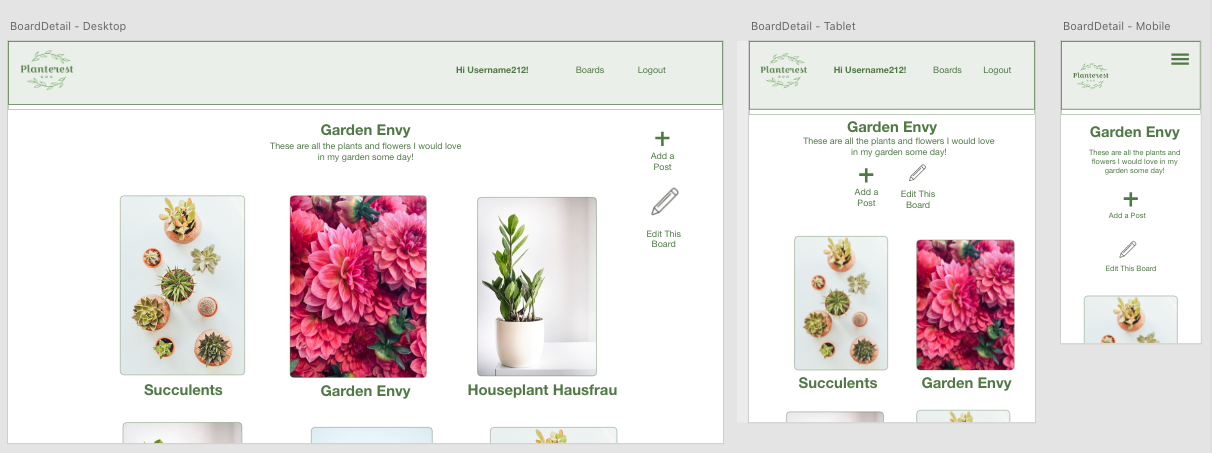 BoardDetail - Desktop
Planterest
Hi Username212!
Boards
Logout
Garden Envy
These are all the plants and flowers I would love
in my garden some day!
Add a
Post
Edit This
Board
Succulents
Garden Envy
Houseplant Hausfrau
BoardDetail - Tablet
Planterest
Hi Username212!
Boards
Logout
Garden Envy
These are all the plants and flowers I would love
in my garden some day!
Add a
Post
Edit This
Board
Succulents
Garden Envy
BoardDetail - Mobile
Planterest
Garden Envy
These are all the plants and
flowers I would love in my
garden some day!
Add a Post
Edit This Board